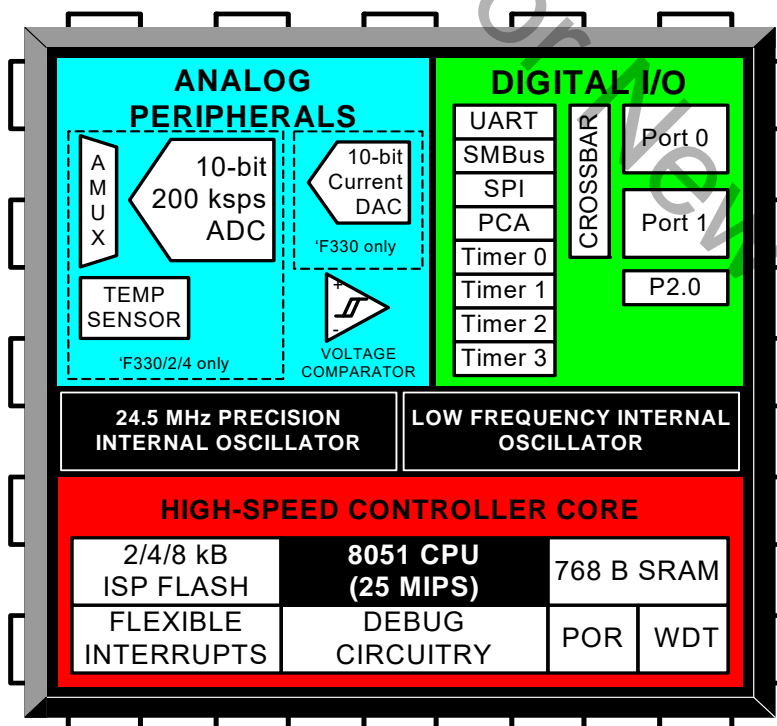 or New
ANALOG
PERIPHERALS
AMUX
10-bit
200 ksps
ADC
10-bit
Current
DAC
'F330 only
TEMP
SENSOR
'F330/2/4 only
+
-
VOLTAGE
COMPARATOR
DIGITAL I/O
UART
SMBus
SPI
PCA
Timer 0
Timer 1
Timer 2
Timer 3
CROSSBAR
Port 0
Port 1
P2.0
24.5 MHz PRECISION
INTERNAL OSCILLATOR
LOW FREQUENCY INTERNAL
OSCILLATOR
HIGH-SPEED CONTROLLER CORE
2/4/8 kB
ISP FLASH
8051 CPU
(25 MIPS)
768 B SRAM
FLEXIBLE
INTERRUPTS
DEBUG
CIRCUITRY
POR
WDT